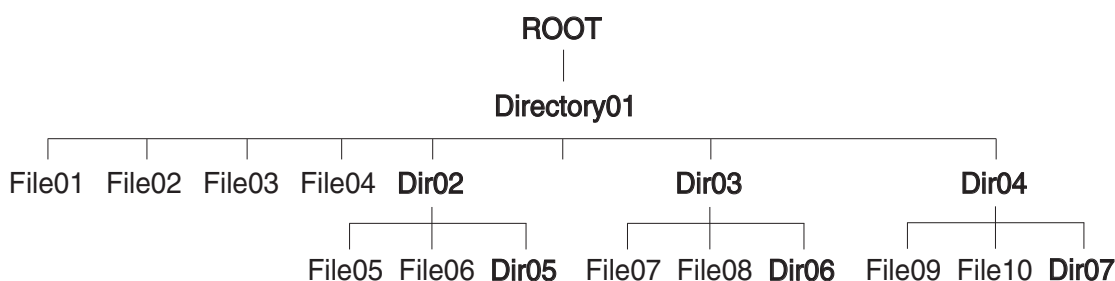 ROOT
Directory01
File01 File02 File03 File04 Dir02 Dir03 Dir04
File05 File06 Dir05 File07 File08 Dir06 File09 File10 Dir07